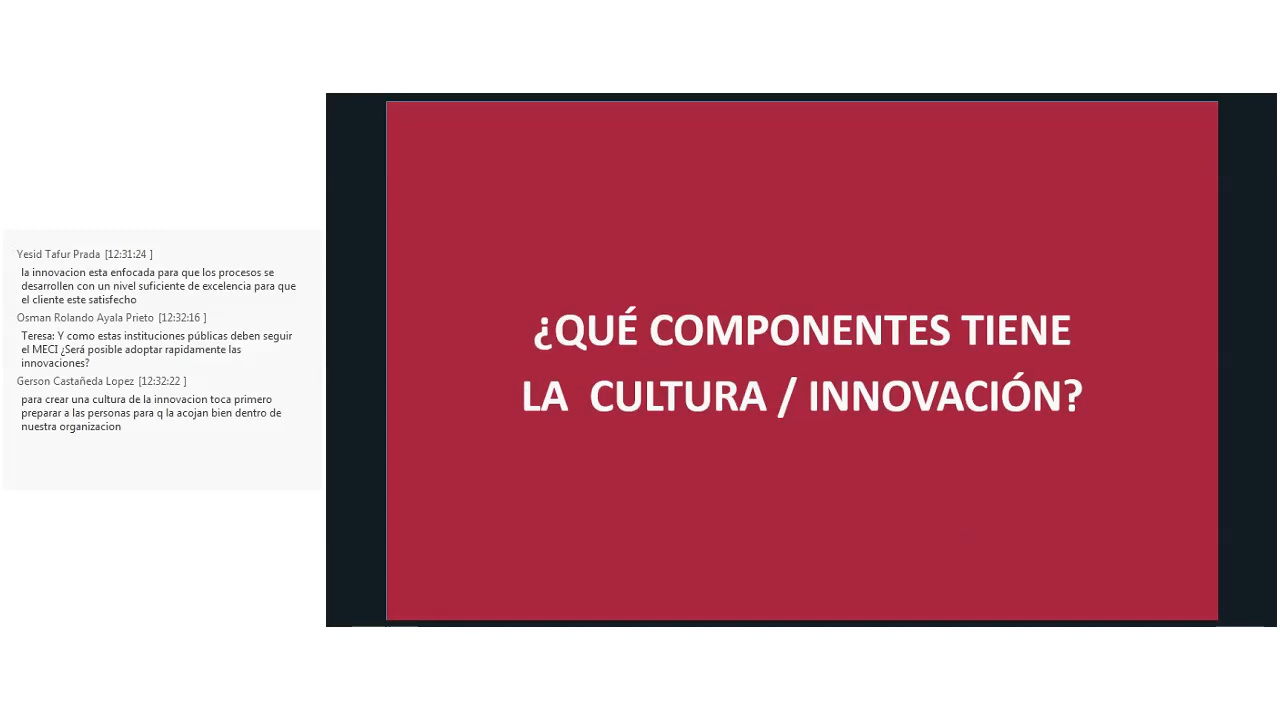 Yesid Tafur Prada [12:31:24 ]
la innovacion esta enfocada para que los procesos se
desarrollen con un nivel suficiente de excelencia para que
el cliente este satisfecho
Osman Rolando Ayala Prieto [12:32:16 ]
Teresa: Y como estas instituciones públicas deben seguir
el MECI ¿Será posible adoptar rapidamente las
innovaciones?
Gerson Castañeda Lopez [12:32:22 ]
para crear una cultura de la innovacion toca primero
preparar a las personas para q la acojan bien dentro de
nuestra organizacion
¿QUÉ COMPONENTES TIENE
LA CULTURA / INNOVACIÓN?